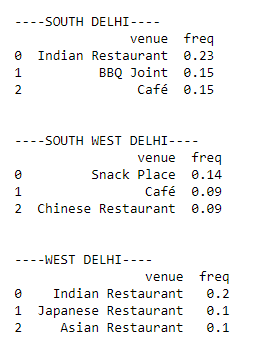 ----SOUTH DELHI----
venue freq
0 Indian Restaurant 0.23
1 BBQ Joint 0.15
2 Café 0.15
----SOUTH WEST DELHI----
venue freq
0 Snack Place 0.14
1 Café 0.09
2 Chinese Restaurant 0.09
----WEST DELHI----
venue freq
0 Indian Restaurant 0.2
1 Japanese Restaurant 0.1
2 Asian Restaurant 0.1